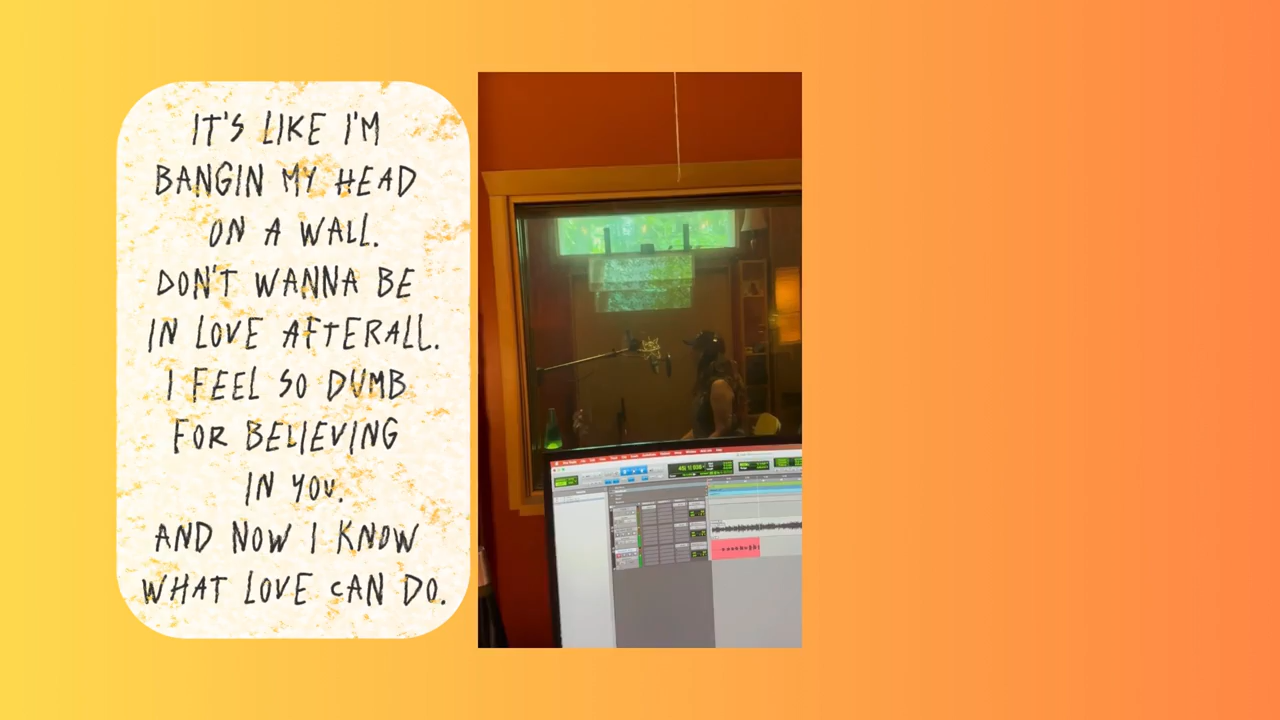 IT'S LIKE I'M
BANGIN MY HEAD
ON A WALL.
DON'T WANNA BE
IN LOVE AFTERALL.
I FEEL SO DUMB
FOR BELIEVING
IN YOU.
AND NOW I KNOW
WHAT LOVE CAN DO.